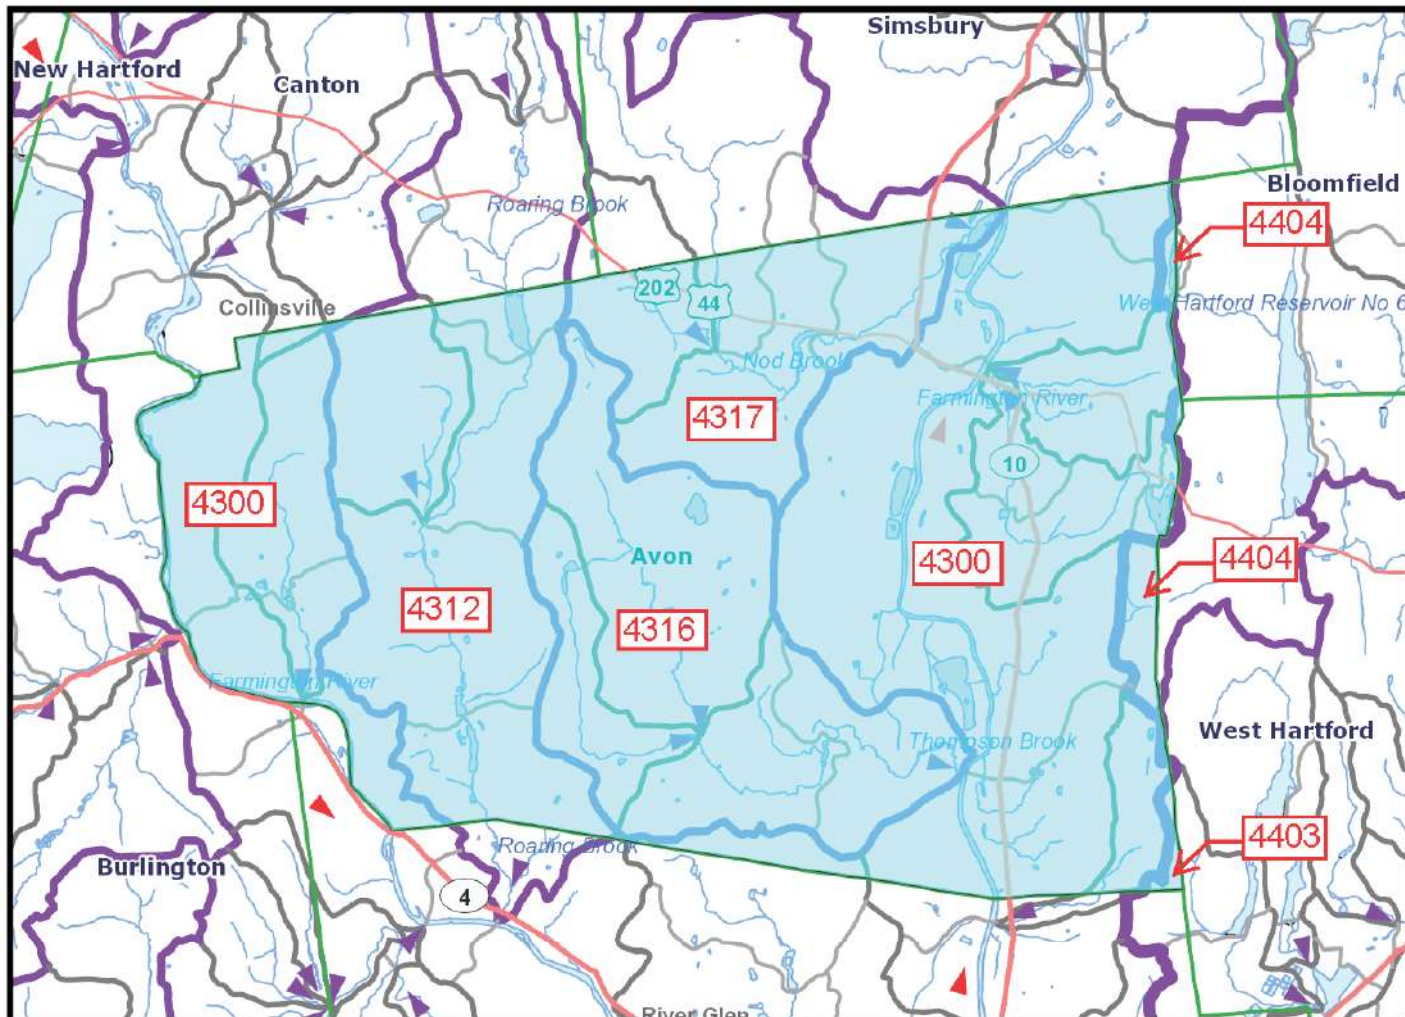 Simsbury
New Hartford
Canton
Bloomfield
Roaring Brook
4404
Collinsville
202
44
West Hartford Reservoir No 6
Nod Brook
Farmington River
4317
10
4300
Avon
4300
4404
4312
4316
Farmington River
West Hartford
Thompson Brook
4403
Roaring Brook
Burlington
4
River Glen